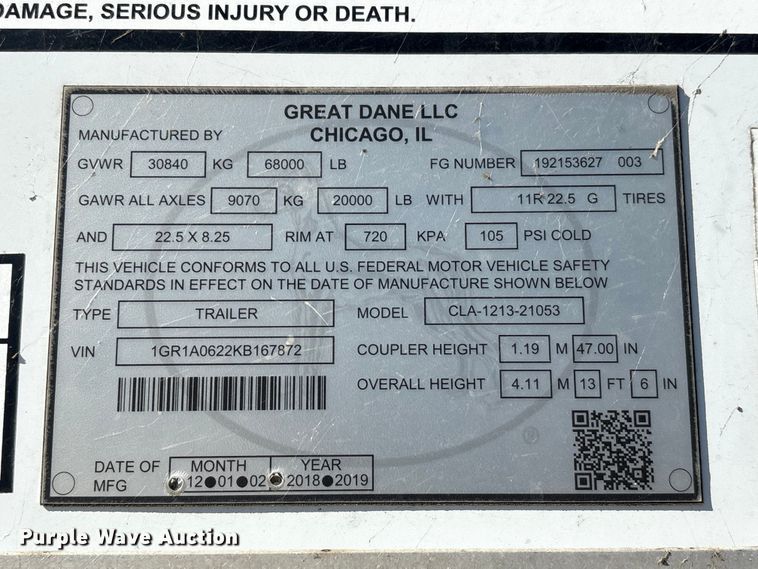 DAMAGE, SERIOUS INJURY OR DEATH.
GREAT DANE LLC
MANUFACTURED BY CHICAGO, IL
GVWR 30840 KG 68000 LB FG NUMBER 192153627 003
GAWR ALL AXLES 9070 KG 20000 LB WITH 11R 22.5 G TIRES
AND 22.5 X 8.25 RIM AT 720 KPA 105 PSI COLD
THIS VEHICLE CONFORMS TO ALL U.S. FEDERAL MOTOR VEHICLE SAFETY
STANDARDS IN EFFECT ON THE DATE OF MANUFACTURE SHOWN BELOW
TYPE TRAILER MODEL CLA-1213-21053
VIN 1GR1A0622KB167872 COUPLER HEIGHT 1.19 M 47.00 IN
OVERALL HEIGHT 4.11 M 13 FT 6 IN
®
DATE OF MFG MONTH YEAR
12 01 02 2018 2019
Purple Wave Auction